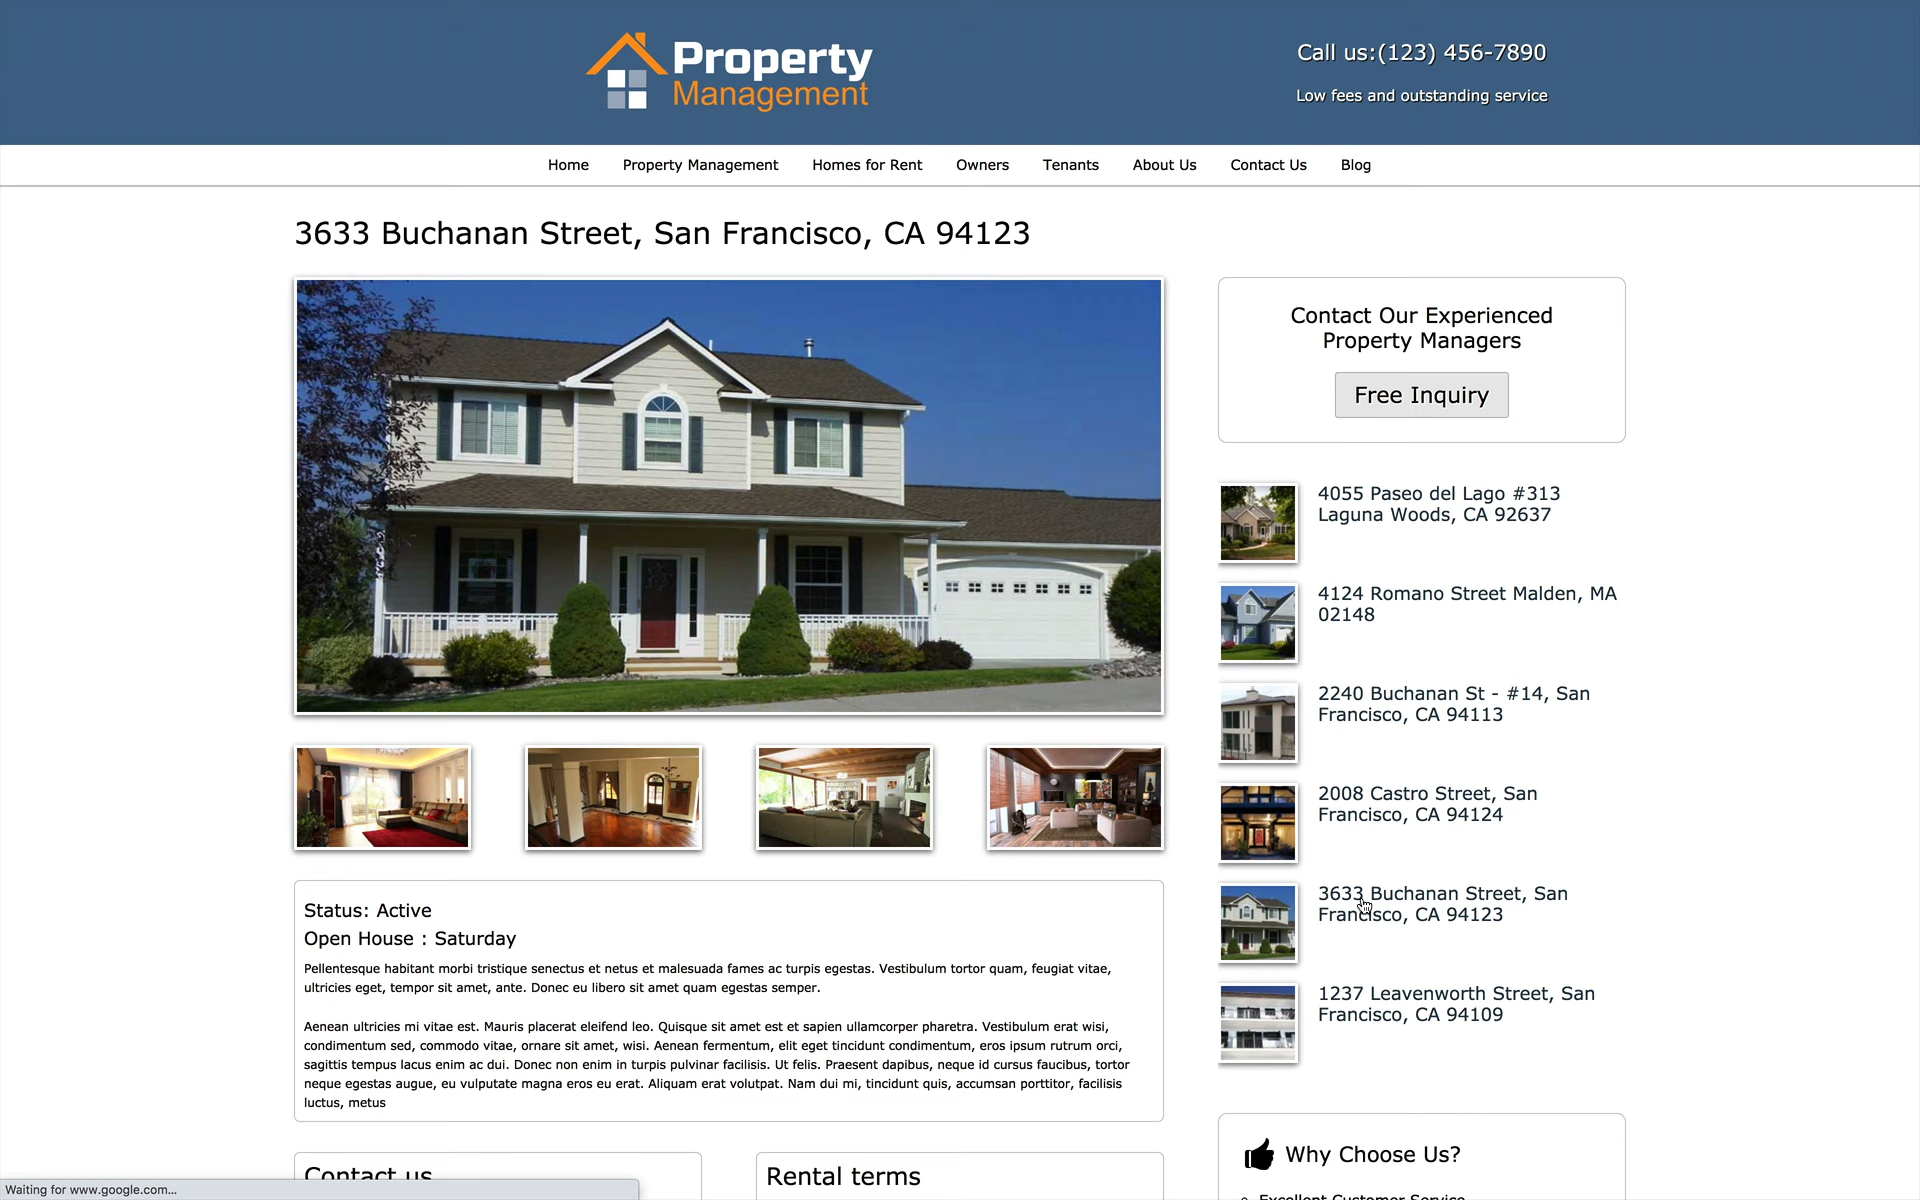 Property
Management
Call us:(123) 456-7890
Low fees and outstanding service
Home Property Management Homes for Rent Owners Tenants About Us Contact Us Blog
3633 Buchanan Street, San Francisco, CA 94123
Contact Our Experienced
Property Managers
Free Inquiry
4055 Paseo del Lago #313
Laguna Woods, CA 92637
4124 Romano Street Malden, MA
02148
2240 Buchanan St - #14, San
Francisco, CA 94113
2008 Castro Street, San
Francisco, CA 94124
3633 Buchanan Street, San
Francisco, CA 94123
1237 Leavenworth Street, San
Francisco, CA 94109
Status: Active
Open House : Saturday
Pellentesque habitant morbi tristique senectus et netus et malesuada fames ac turpis egestas. Vestibulum tortor quam, feugiat vitae,
ultricies eget, tempor sit amet, ante. Donec eu libero sit amet quam egestas semper.
Aenean ultricies mi vitae est. Mauris placerat eleifend leo. Quisque sit amet est et sapien ullamcorper pharetra. Vestibulum erat wisi,
condimentum sed, commodo vitae, ornare sit amet, wisi. Aenean fermentum, elit eget tincidunt condimentum, eros ipsum rutrum orci,
sagittis tempus lacus enim ac dui. Donec non enim in turpis pulvinar facilisis. Ut felis. Praesent dapibus, neque id cursus faucibus, tortor
neque egestas augue, eu vulputate magna eros eu erat. Aliquam erat volutpat. Nam dui mi, tincidunt quis, accumsan porttitor, facilisis
luctus, metus
Contact us
Rental terms
Why Choose Us?
Excellent Customer Service
Waiting for www.google.com...